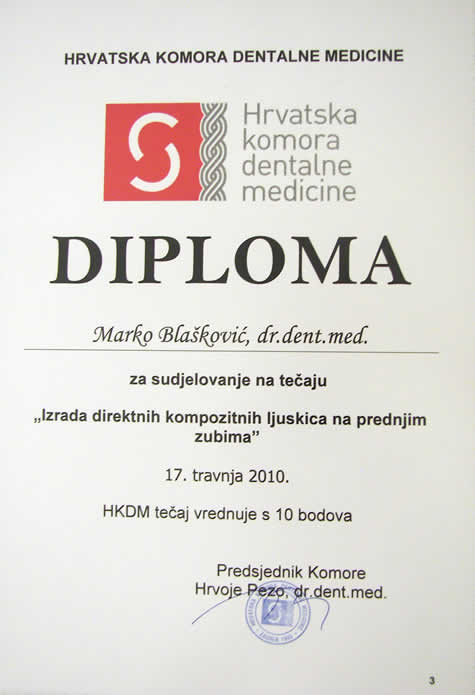 HRVATSKA KOMORA DENTALNE MEDICINE
Hrvatska
komora
dentalne
medicine
DIPLOMA
Marko Blašković, dr.dent.med.
za sudjelovanje na tečaju
„Izrada direktnih kompozitnih ljuskica na prednjim
zubima”
17. travnja 2010.
HKDM tečaj vrednuje s 10 bodova
Predsjednik Komore
Hrvoje Pezo, dr.dent.med.
3